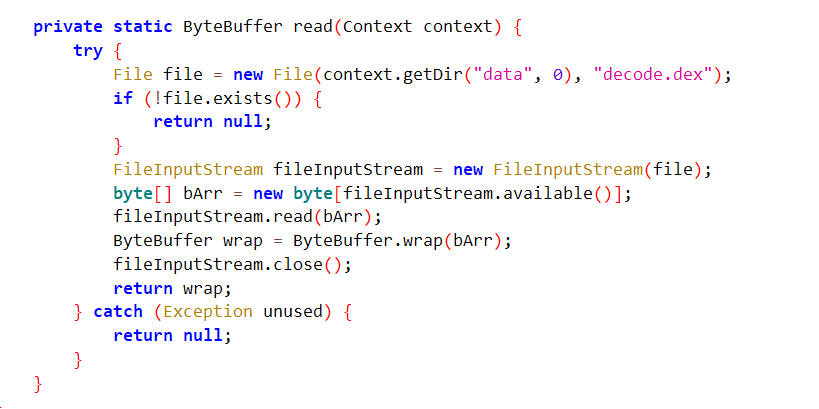 private static ByteBuffer read(Context context) {
    try {
        File file = new File(context.getDir("data", 0), "decode.dex");
        if (!file.exists()) {
            return null;
        }
        FileInputStream fileInputStream = new FileInputStream(file);
        byte[] bArr = new byte[fileInputStream.available()];
        fileInputStream.read(bArr);
        ByteBuffer wrap = ByteBuffer.wrap(bArr);
        fileInputStream.close();
        return wrap;
    } catch (Exception unused) {
        return null;
    }
}